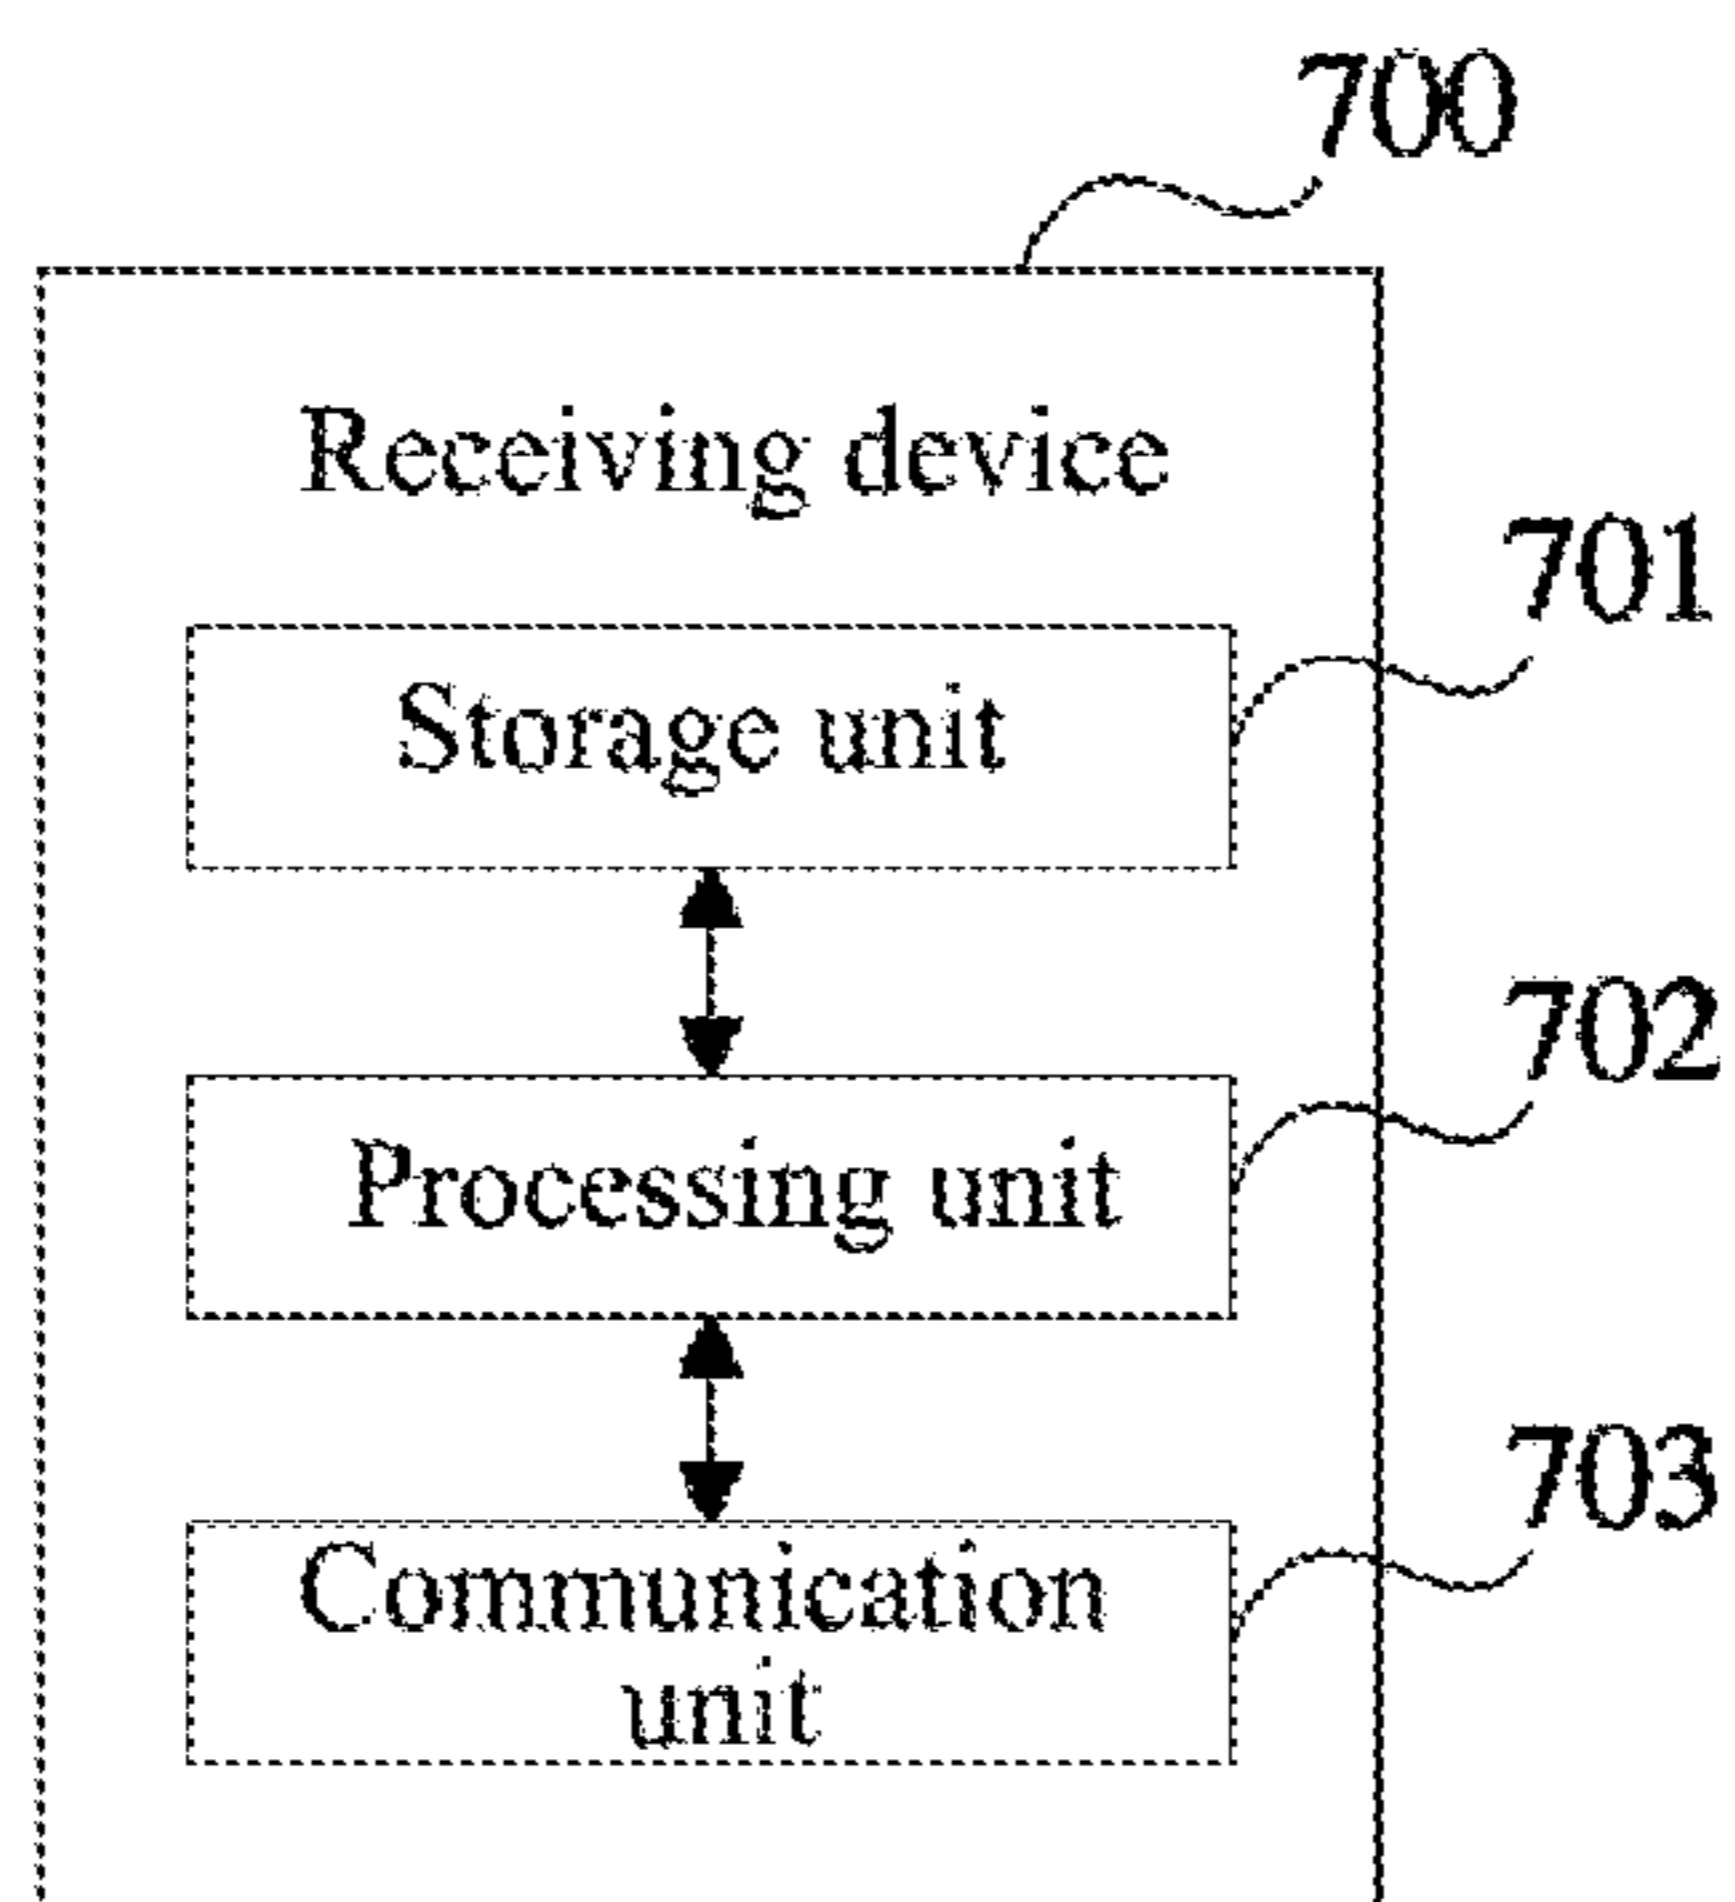 700
Receiving device
701
Storage unit
702
Processing unit
703
Communication
unit